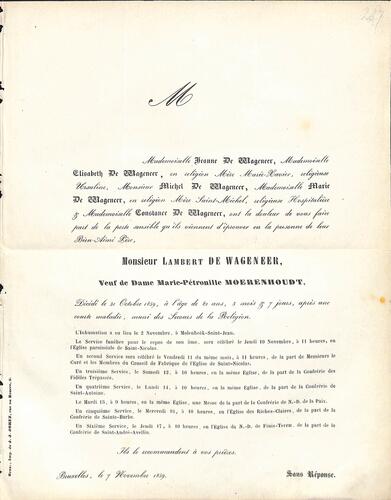 M
Mademoiselle Jeanne De Wageneer, Mademoiselle
Elisabeth De Wageneer, en religion Mère Marie-Xavier, religieuse
Ursuline, Monsieur Michel De Wageneer, Mademoiselle Marie
De Wageneer, en religion Mère Saint-Michel, religieuse Hospitalière
& Mademoiselle Constance De Wageneer, ont la douleur de vous faire
part de la perte sensible qu'ils viennent d'éprouver en la personne de leur
Bien-Aimé Père,
Monsieur LAMBERT DE WAGENEER,
Veuf de Dame Marie-Pétronille MOERENHOUDT,
Décédé le 31 Octobre 1859, à l'âge de 82 ans, 3 mois & 7 jours, après une
courte maladie, muni des Secours de la Religion.
L'Inhumation a eu lieu le 2 Novembre, à Molenbeék-Saint-Jean.
Le Service funèbre pour le repos de son âme, sera célébré le Jeudi 10 Novembre, à 11 heures, en
l'Église paroissiale de Saint-Nicolas.
Un second Service sera célébré le Vendredi 11 du même mois, à 11 heures, de la part de Messieurs le
Curé et les Membres du Conseil de Fabrique de l'Église de Saint-Nicolas.
Un troisième Service, le Samedi 12, à 10 heures, en la même Église, de la part de la Confrérie des
Fidèles Trépassés.
Un quatrième Service, le Lundi 14, à 10 heures, en la même Église, de la part de la Confrérie de
Saint-Antoine.
Le Mardi 15, à 9 heures, en la même Église, une Messe de la part de la Confrérie de N.-D. de la Paix.
Un cinquième Service, le Mercredi 16, à 10 heures, en l'Église des Riches-Claires, de la part de la
Confrérie de Sainte-Barbe.
Un Sixième Service, le Jeudi 17, à 10 heures, en l'Église du N.-D. de Finis-Terræ, de la part de la
Confrérie de Saint-André-Avellin.
Ils le recommandent à vos prières.
Bruxelles, le 7 Novembre 1859.
Sans Réponse.